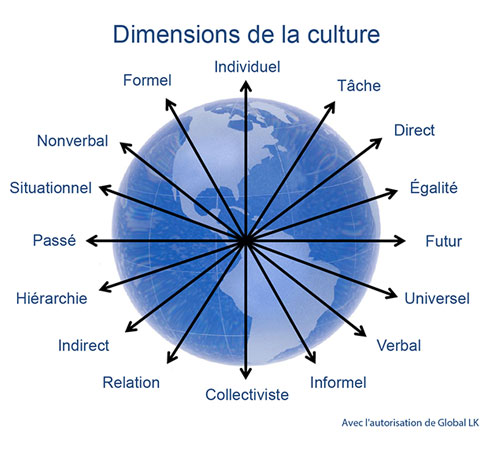 Dimensions de la culture
Individuel
Formel
Tâche
Nonverbal
Direct
Situationnel
Égalité
Passé
Futur
Hiérarchie
Universel
Indirect
Verbal
Relation
Informel
Collectiviste
Avec l'autorisation de Global LK